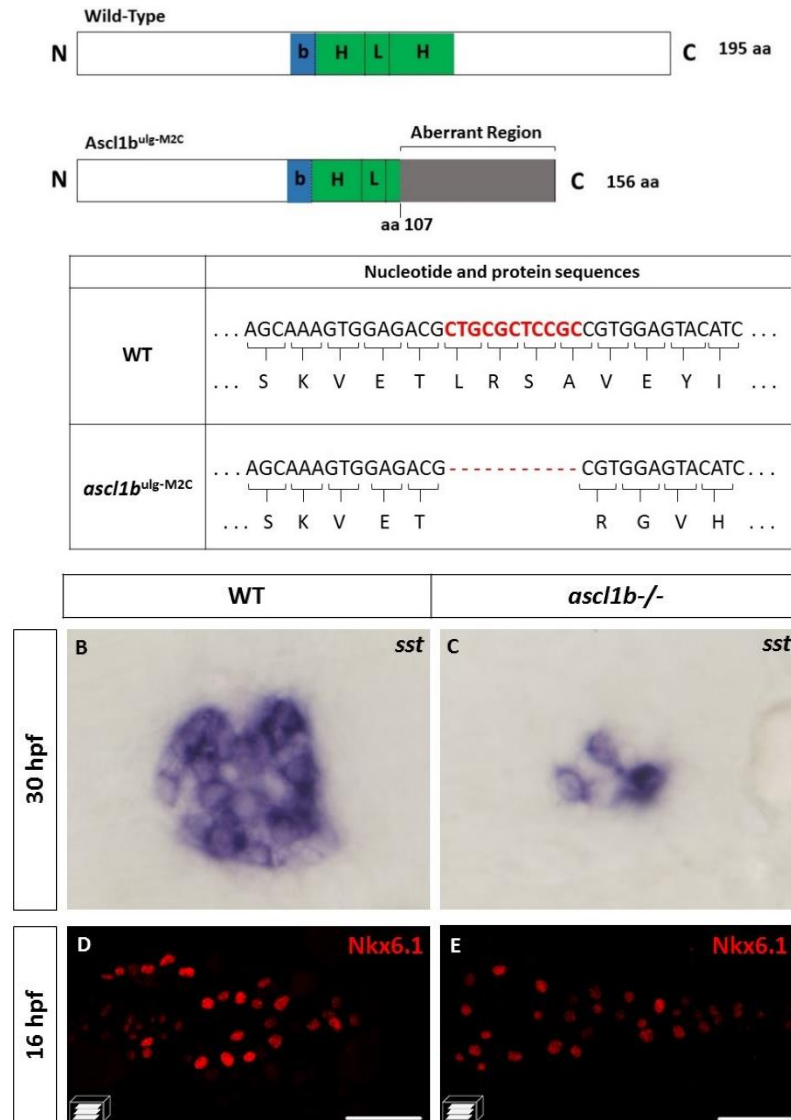 Wild-Type
N b H L H C 195 aa
Ascl1b^ulg-M2C Aberrant Region
N b H L C 156 aa
aa 107
Nucleotide and protein sequences
WT
...AGCAAAGTGGAGACGCTGCGCTCCGCCGTGGAGTACATC...
... S K V E T L R S A V E Y I ...
ascl1b^ulg-M2C
...AGCAAAGTGGAGACG-----------CGTGGAGTACATC...
... S K V E T R G V H ...
WT ascl1b-/-
30 hpf
B sst
C sst
16 hpf
D Nkx6.1
E Nkx6.1